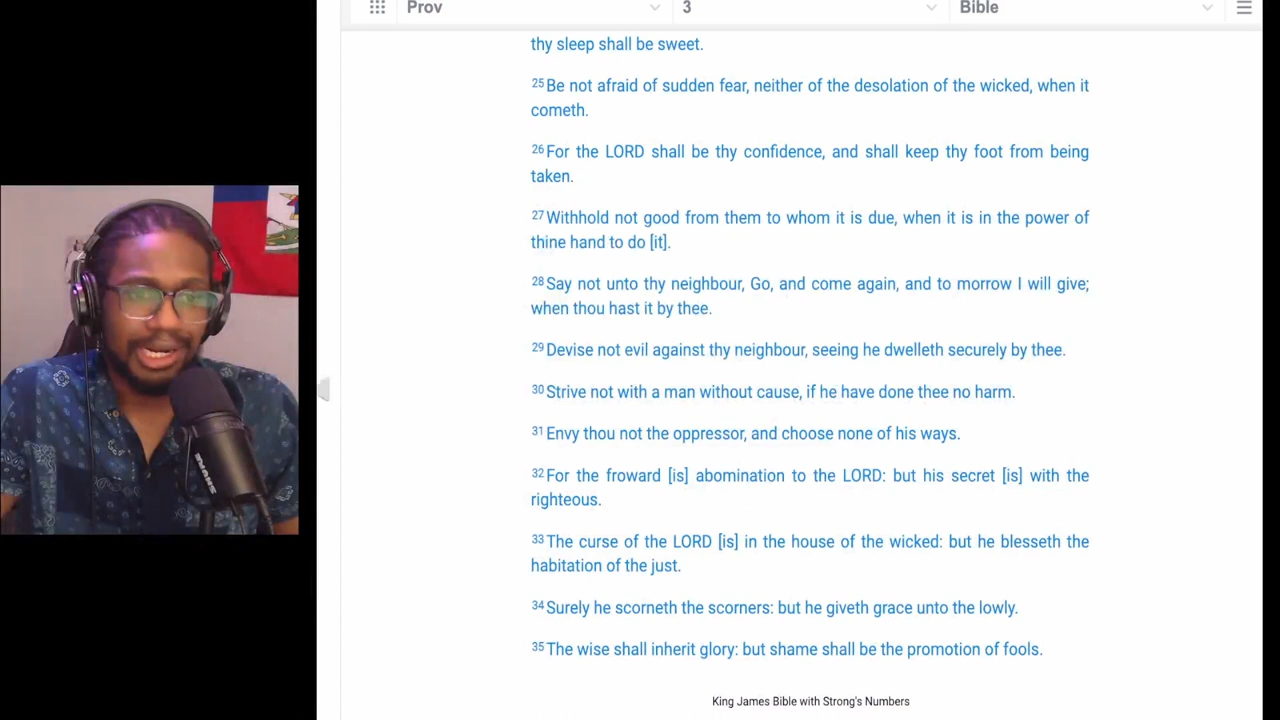 Prov 3 Bible
thy sleep shall be sweet.
25Be not afraid of sudden fear, neither of the desolation of the wicked, when it
cometh.
26For the LORD shall be thy confidence, and shall keep thy foot from being
taken.
27Withhold not good from them to whom it is due, when it is in the power of
thine hand to do [it].
28Say not unto thy neighbour, Go, and come again, and to morrow I will give;
when thou hast it by thee.
29Devise not evil against thy neighbour, seeing he dwelleth securely by thee.
30Strive not with a man without cause, if he have done thee no harm.
31Envy thou not the oppressor, and choose none of his ways.
32For the froward [is] abomination to the LORD: but his secret [is] with the
righteous.
33The curse of the LORD [is] in the house of the wicked: but he blesseth the
habitation of the just.
34Surely he scorneth the scorners: but he giveth grace unto the lowly.
35The wise shall inherit glory: but shame shall be the promotion of fools.
King James Bible with Strong's Numbers
SHURE